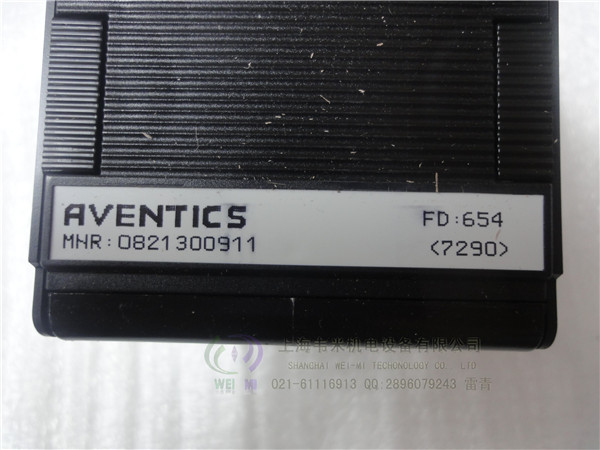 AVENTICS
FD:654
MNR:0821300911
<7290>
上海韦米机电设备有限公司
SHANGHAI WEI-MI TECHONOLOGY CO., LTD
WEI MI
021-61116913 QQ:2896079243 雷青